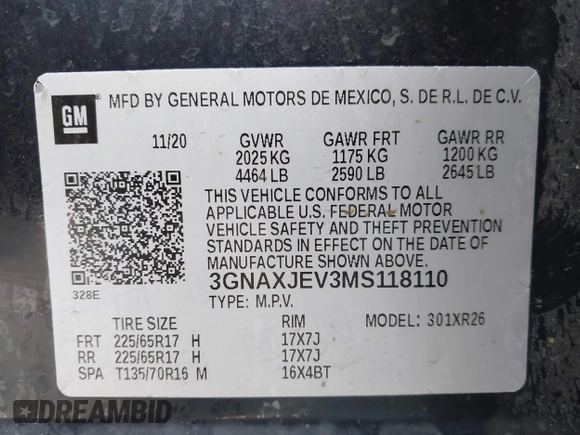 GM
MFD BY GENERAL MOTORS DE MEXICO, S. DE R.L. DE C.V.
11/20 GVWR GAWR FRT GAWR RR
2025 KG 1175 KG 1200 KG
4464 LB 2590 LB 2645 LB
THIS VEHICLE CONFORMS TO ALL
APPLICABLE U.S. FEDERAL MOTOR
VEHICLE SAFETY AND THEFT PREVENTION
STANDARDS IN EFFECT ON THE DATE OF
MANUFACTURE SHOWN ABOVE.
328E
3GNAXJEV3MS118110
TYPE: M.P.V.
TIRE SIZE RIM MODEL: 301XR26
FRT 225/65R17 H 17X7J
RR 225/65R17 H 17X7J
SPA T135/70R16 M 16X4BT
DREAMBID